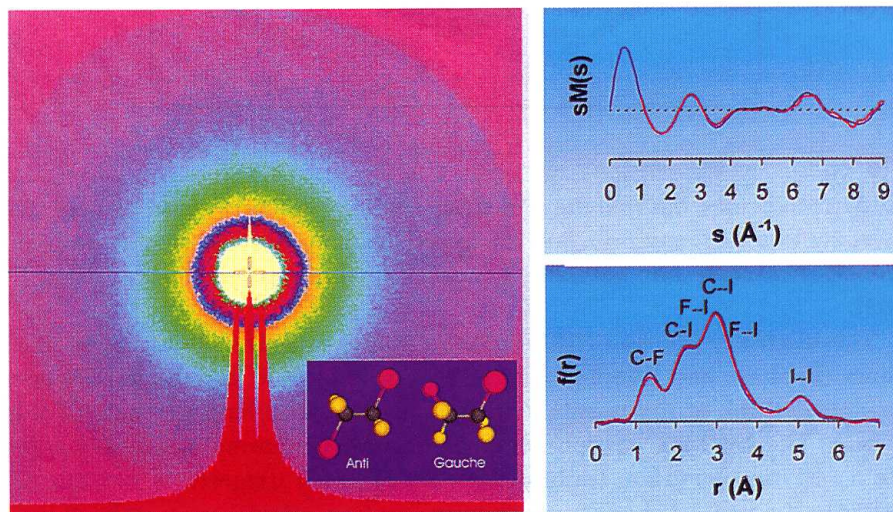 Anti
Gauche
sM(s)
0 1 2 3 4 5 6 7 8 9
s (Å⁻¹)
f(r)
C-F
C-I
C--I
F--I
F--I
I--I
0 1 2 3 4 5 6 7
r (Å)